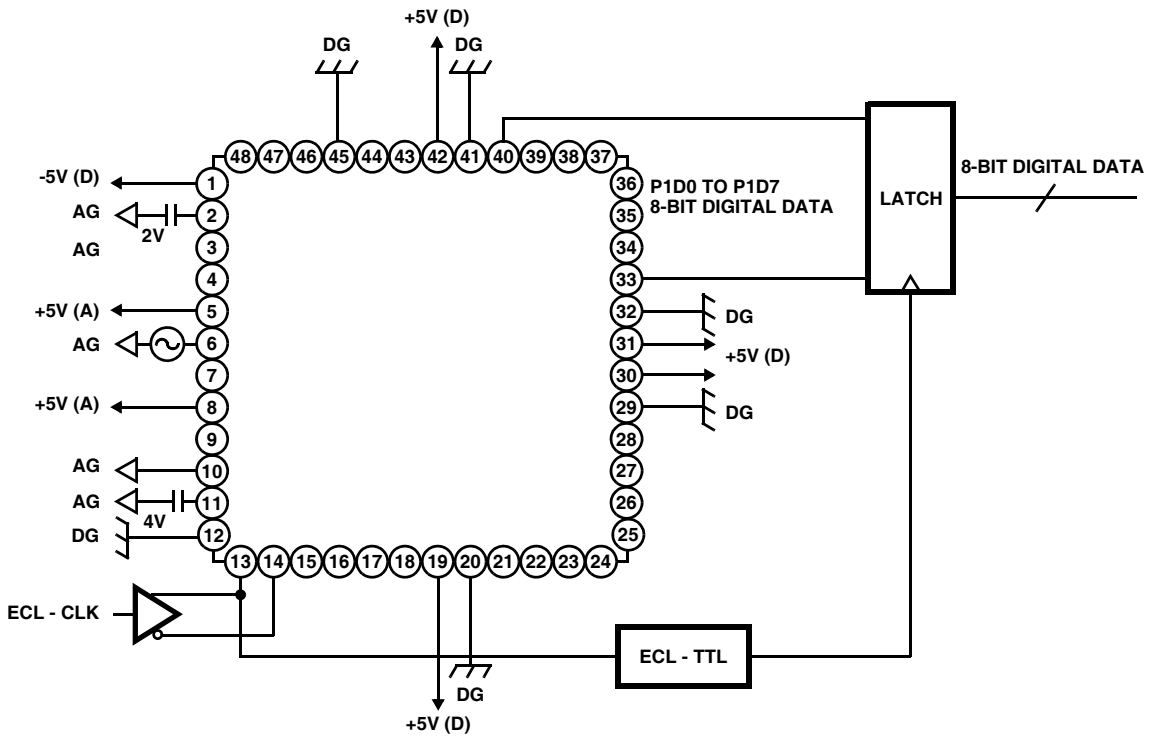 +5V (D)
DG
DG
48 47 46 45 44 43 42 41 40 39 38 37
-5V (D)
1
AG
2
2V
AG
3
4
+5V (A)
5
AG
6
7
+5V (A)
8
9
AG
10
AG
11
4V
DG
12
36
P1D0 TO P1D7
8-BIT DIGITAL DATA
35
34
33
32
DG
31
+5V (D)
30
29
DG
28
27
26
25
13 14 15 16 17 18 19 20 21 22 23 24
LATCH
8-BIT DIGITAL DATA
ECL - CLK
ECL - TTL
DG
+5V (D)